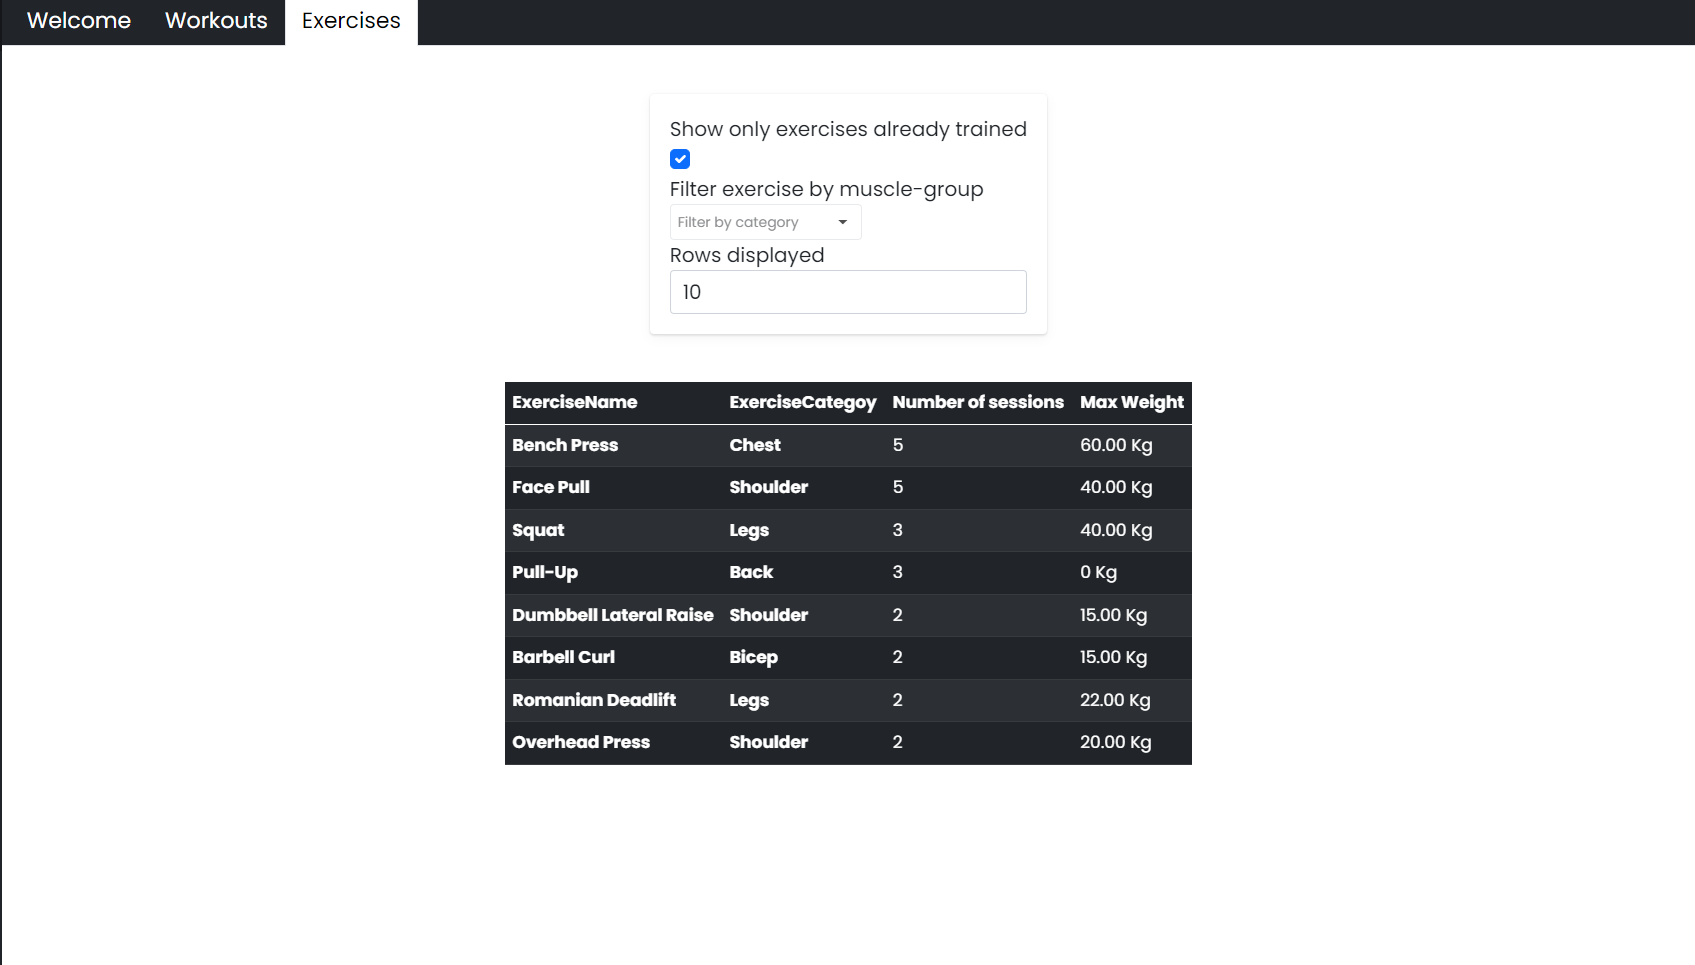 Welcome Workouts Exercises
Show only exercises already trained
Filter exercise by muscle-group
Filter by category
Rows displayed
10
ExerciseName ExerciseCategoy Number of sessions Max Weight
Bench Press Chest 5 60.00 Kg
Face Pull Shoulder 5 40.00 Kg
Squat Legs 3 40.00 Kg
Pull-Up Back 3 0 Kg
Dumbbell Lateral Raise Shoulder 2 15.00 Kg
Barbell Curl Bicep 2 15.00 Kg
Romanian Deadlift Legs 2 22.00 Kg
Overhead Press Shoulder 2 20.00 Kg